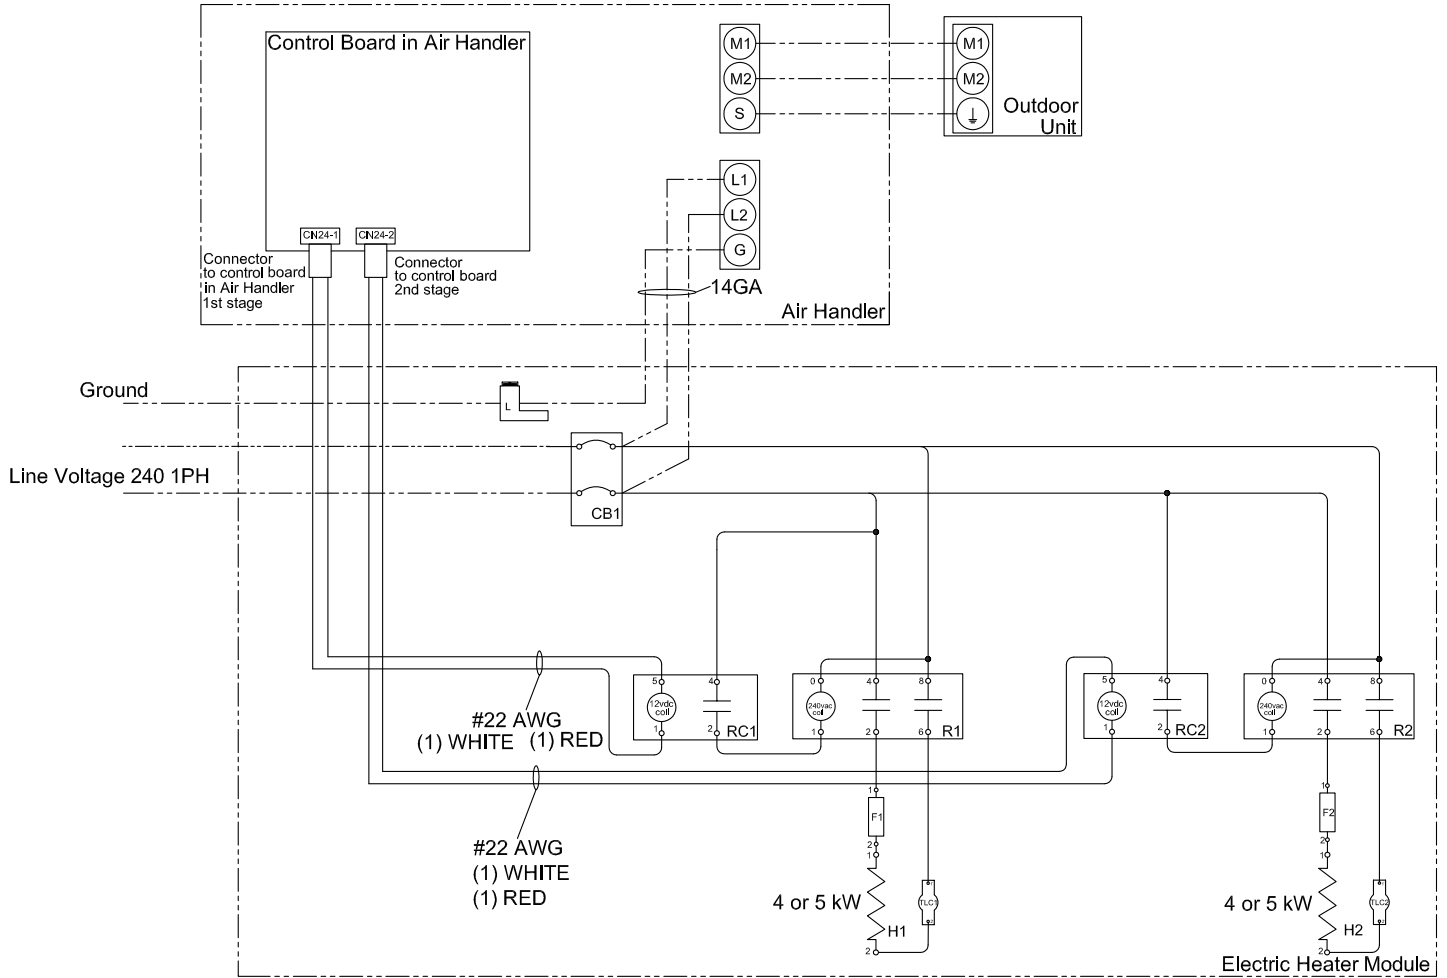 Control Board in Air Handler
M1
M2
S
M1
M2
Outdoor
Unit
L1
L2
G
CN24-1
CN24-2
Connector
to control board
in Air Handler
1st stage
Connector
to control board
2nd stage
14GA
Air Handler
Ground
L
Line Voltage 240 1PH
CB1
5
4
12vdc
coil
1
2
RC1
0
4
8
240vac
coil
1
2
6
R1
5
4
12vdc
coil
1
2
RC2
0
4
8
240vac
coil
1
2
6
R2
#22 AWG
(1) WHITE (1) RED
#22 AWG
(1) WHITE
(1) RED
1
F1
2
1
4 or 5 kW
H1
2
TLC1
1
F2
2
1
4 or 5 kW
H2
2
TLC2
Electric Heater Module